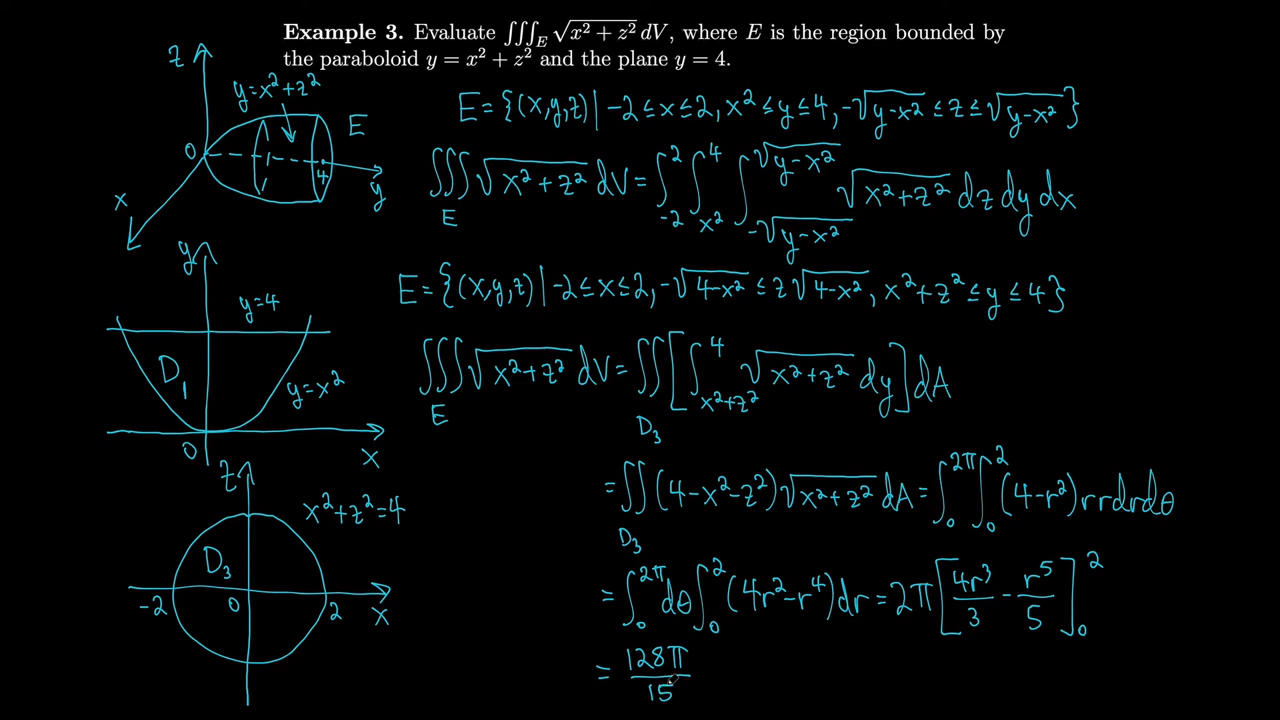 Example 3. Evaluate ∭_E √(x² + z²) dV, where E is the region bounded by
the paraboloid y = x² + z² and the plane y = 4.
z
y=x²+z²
E
0
4
y
x
E={(x,y,z)| -2≤x≤2, x²≤y≤4, -√(y-x²)≤z≤√(y-x²)}
∭_E √(x²+z²) dV = ∫_{-2}^{2} ∫_{x²}^{4} ∫_{-√(y-x²)}^{√(y-x²)} √(x²+z²) dz dy dx
y
y=4
D₁
y=x²
0
x
E={(x,y,z)| -2≤x≤2, -√(4-x²)≤z√(4-x²), x²+z²≤y≤4}
∭_E √(x²+z²) dV = ∬_{D₃} [∫_{x²+z²}^{4} √(x²+z²) dy] dA
z
x²+z²=4
D₃
-2
0
2
x
= ∬_{D₃} (4-x²-z²)√(x²+z²) dA = ∫_0^{2π} ∫_0^2 (4-r²)rrdrdθ
= ∫_0^{2π} dθ ∫_0^2 (4r²-r⁴)dr = 2π[4r³/3 - r⁵/5]_0^2
= 128π/15